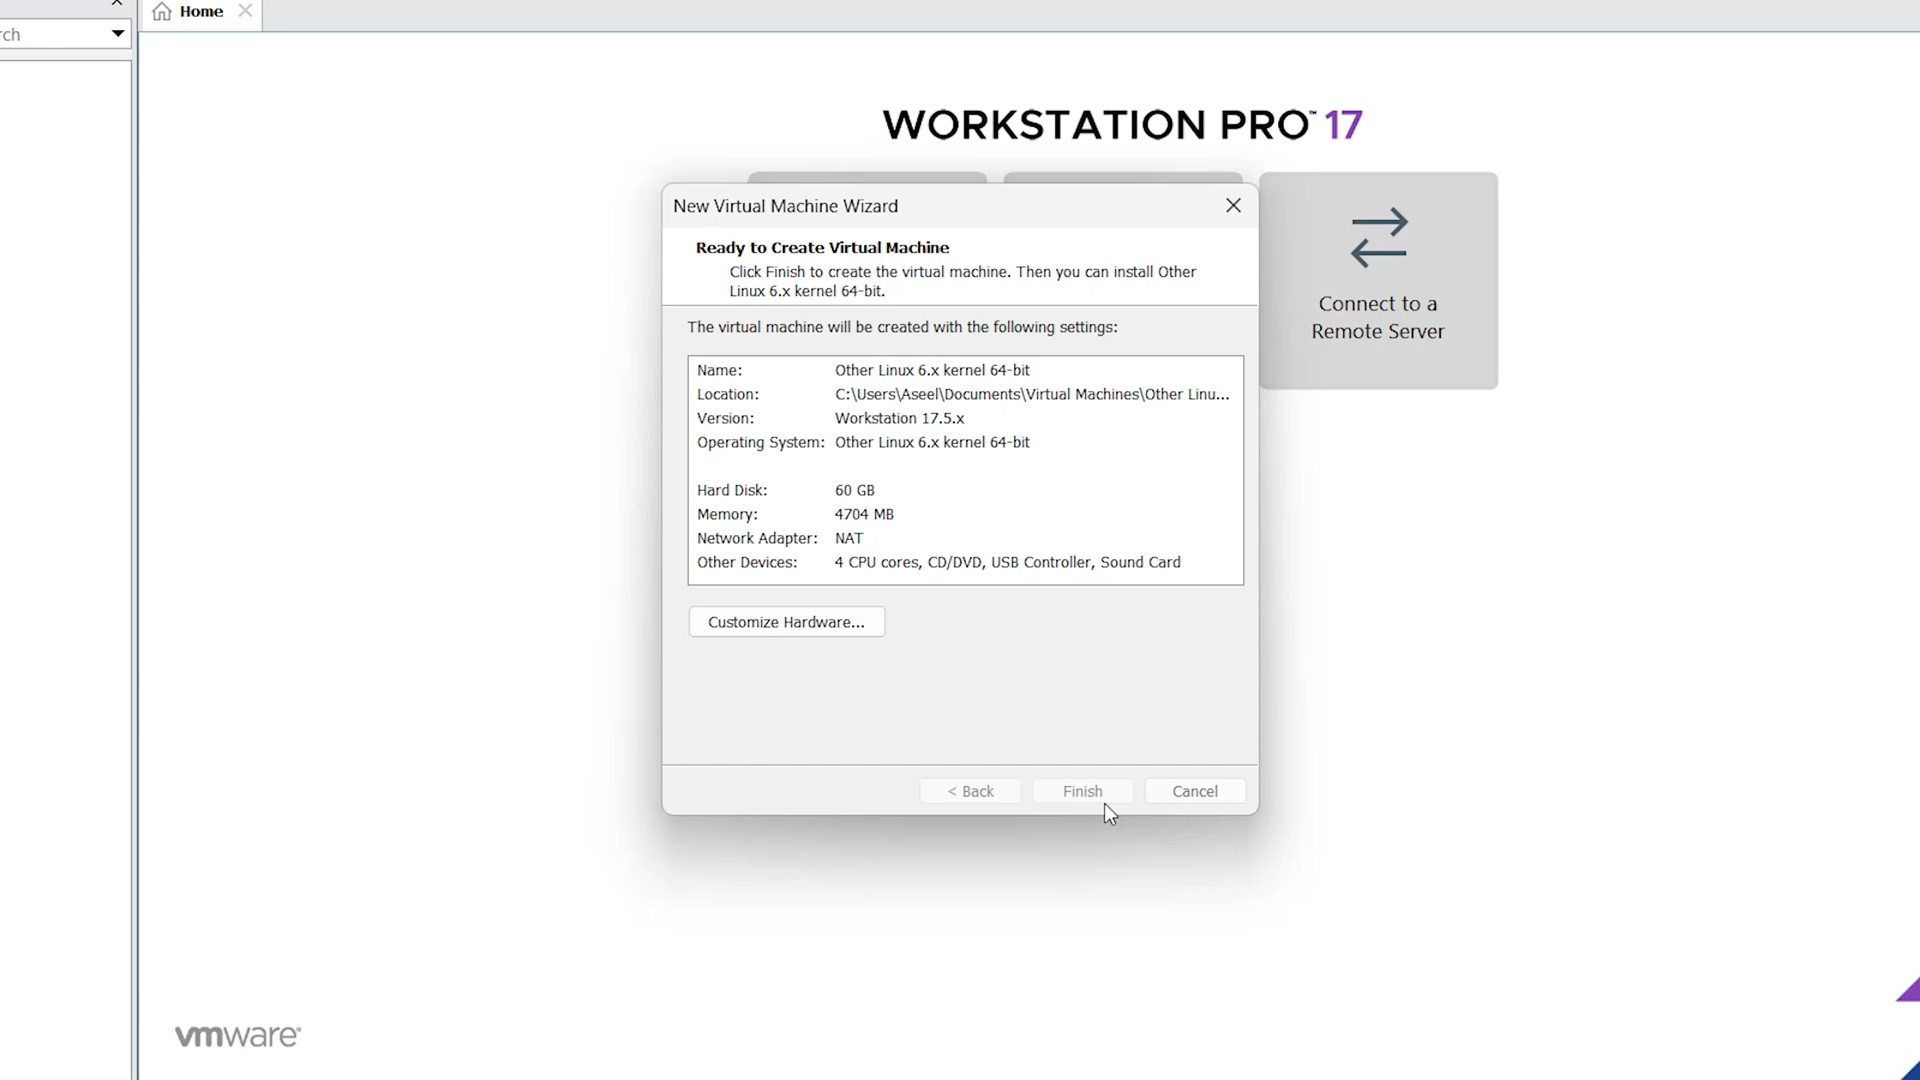 Home
rch
WORKSTATION PRO™ 17
New Virtual Machine Wizard
Ready to Create Virtual Machine
Click Finish to create the virtual machine. Then you can install Other
Linux 6.x kernel 64-bit.
The virtual machine will be created with the following settings:
Name: Other Linux 6.x kernel 64-bit
Location: C:\Users\Aseel\Documents\Virtual Machines\Other Linu...
Version: Workstation 17.5.x
Operating System: Other Linux 6.x kernel 64-bit
Hard Disk: 60 GB
Memory: 4704 MB
Network Adapter: NAT
Other Devices: 4 CPU cores, CD/DVD, USB Controller, Sound Card
Customize Hardware...
< Back Finish Cancel
Connect to a
Remote Server
vmware®